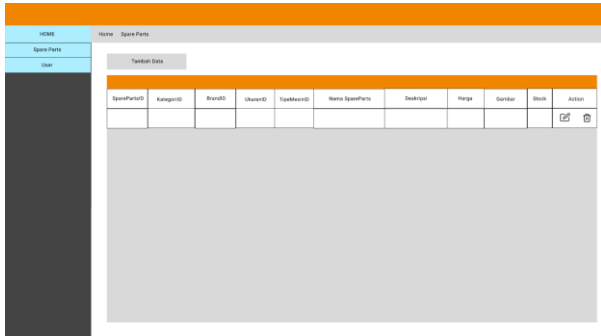 HOME
Home Spare Parts
Spare Parts
User
Tambah Data
SparePartsID KategoriID BrandID UkuranID TipeMesinID Nama SpareParts Deskripsi Harga Gambar Stock Action